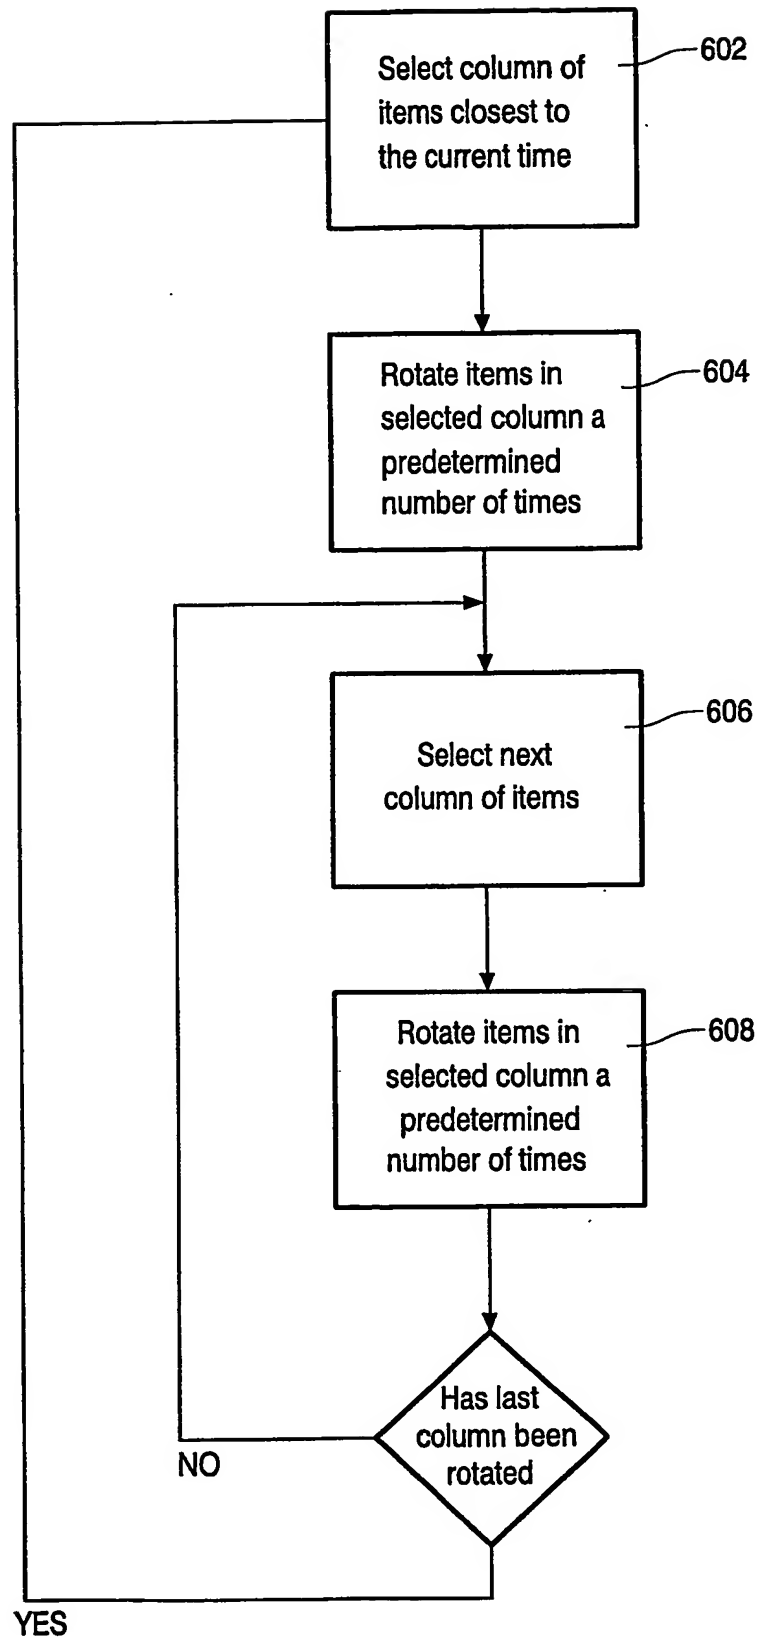 Select column of
items closest to
the current time
602
Rotate items in
selected column a
predetermined
number of times
604
Select next
column of items
606
Rotate items in
selected column a
predetermined
number of times
608
Has last
column been
rotated
NO
YES